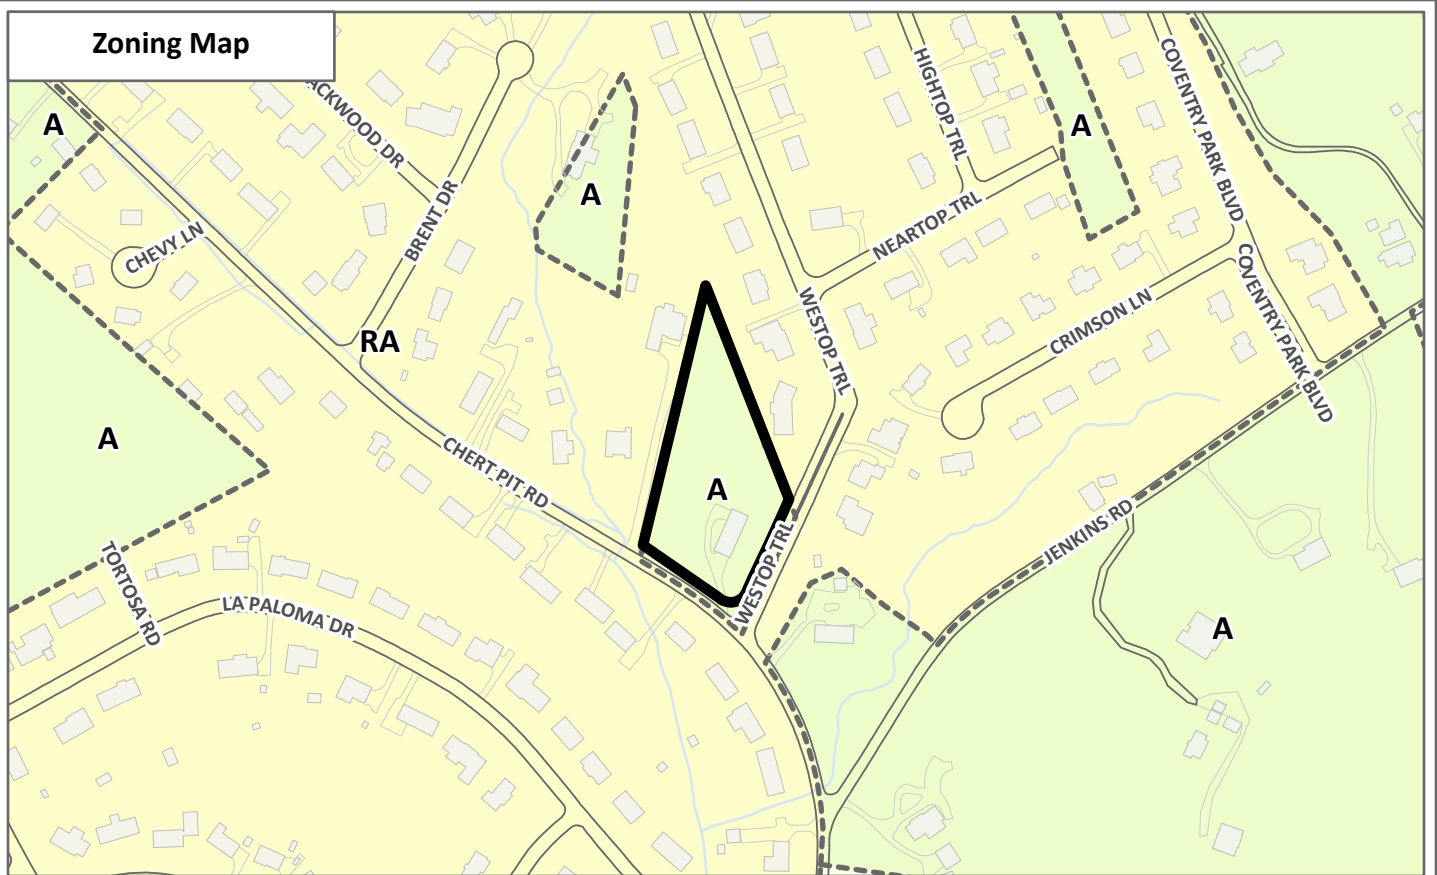 Zoning Map
ACKWOOD DR
HIGHTOP TRL
COVENTRY PARK BLVD
A
A
A
BRENT DR
NEARTOP TRL
CHEVY LN
COVENTRY PARK BLVD
WESTOP TRL
CRIMSON LN
RA
A
CHERT PIT RD
A
WESTOP TRL
JENKINS RD
TORTOSA RD
LA PALOMA DR
A